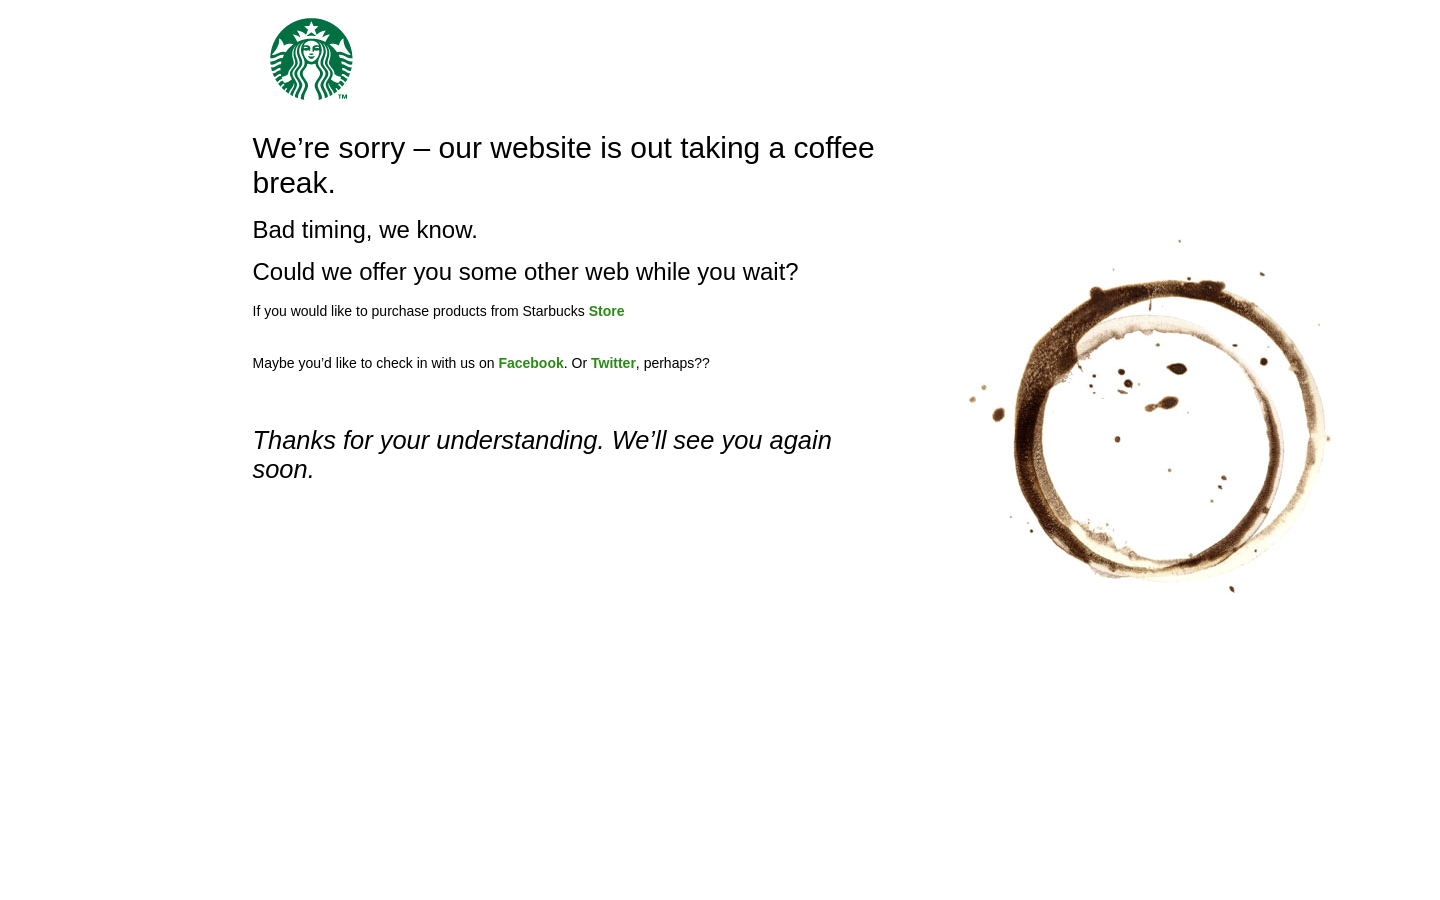 TM
We’re sorry – our website is out taking a coffee
break.
Bad timing, we know.
Could we offer you some other web while you wait?
If you would like to purchase products from Starbucks Store
Maybe you’d like to check in with us on Facebook. Or Twitter, perhaps??
Thanks for your understanding. We’ll see you again
soon.